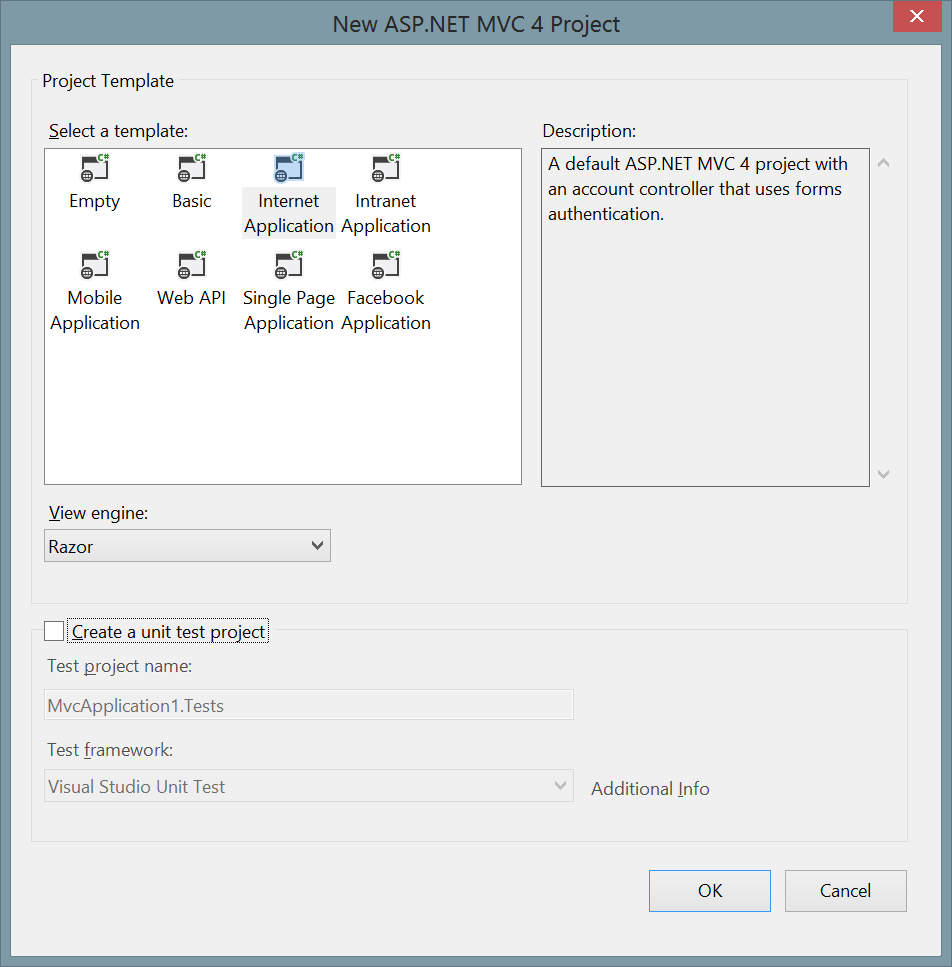 New ASP.NET MVC 4 Project
Project Template
Select a template:
Description:
C# C# C# C#
Empty Basic Internet Application Intranet Application
C# C# C# C#
Mobile Application Web API Single Page Application Facebook Application
A default ASP.NET MVC 4 project with
an account controller that uses forms
authentication.
View engine:
Razor
Create a unit test project
Test project name:
MvcApplication1.Tests
Test framework:
Visual Studio Unit Test
Additional Info
OK
Cancel